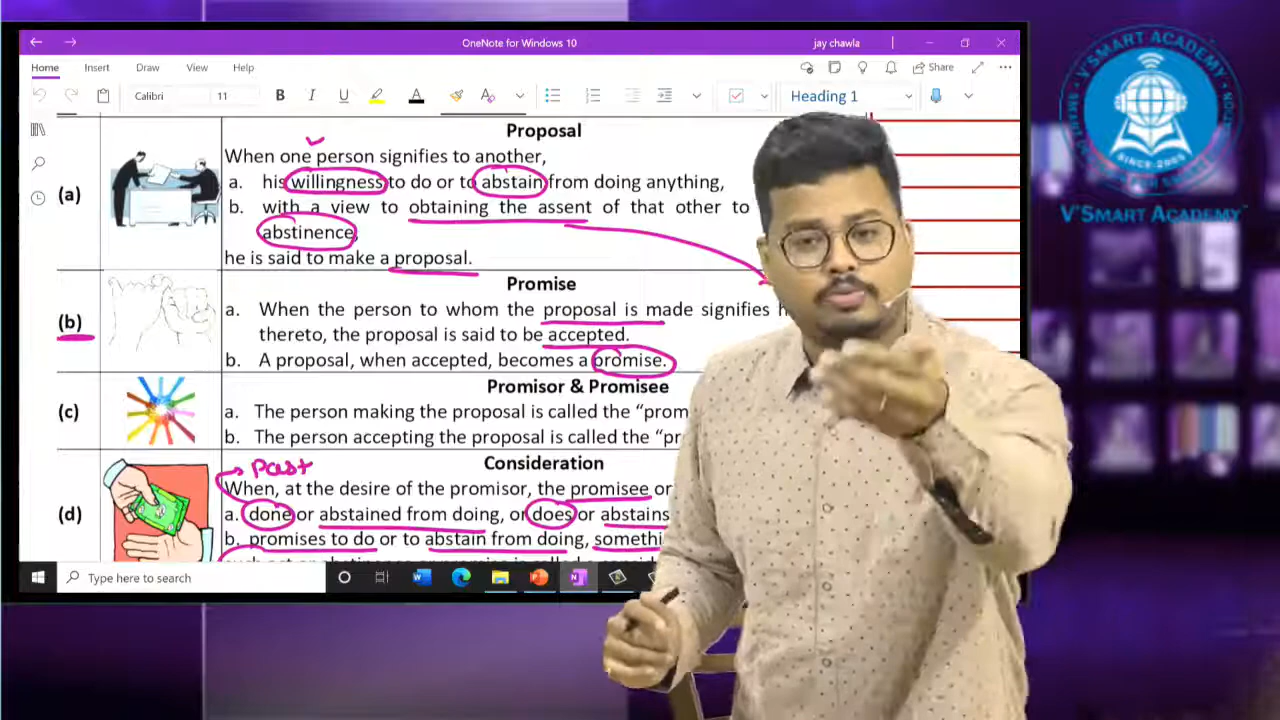 OneNote for Windows 10
jay chawla
Home Insert Draw View Help
Share
Calibri 11 B I U A Heading 1
Proposal
(a)
When one person signifies to another,
a. his willingness to do or to abstain from doing anything,
b. with a view to obtaining the assent of that other to
abstinence,
he is said to make a proposal.
Promise
(b)
a. When the person to whom the proposal is made signifies
thereto, the proposal is said to be accepted.
b. A proposal, when accepted, becomes a promise.
Promisor & Promisee
(c)
a. The person making the proposal is called the “prom
b. The person accepting the proposal is called the “pr
Past
Consideration
(d)
When, at the desire of the promisor, the promisee or
a. done or abstained from doing, or does or abstains
b. promises to do or to abstain from doing, somethi
Type here to search
V'SMART ACADEMY
SINCE-2005
V'SMART ACADEMY